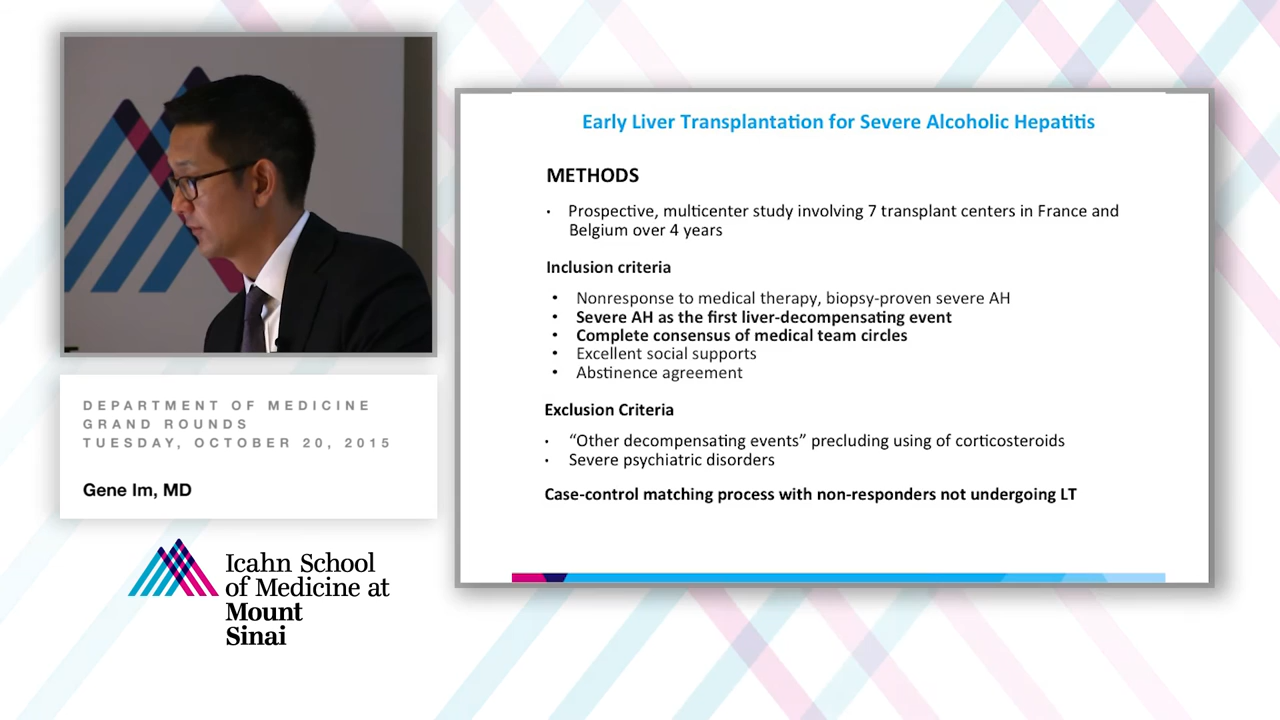 DEPARTMENT OF MEDICINE
GRAND ROUNDS
TUESDAY, OCTOBER 20, 2015
Gene Im, MD
Icahn School
of Medicine at
Mount
Sinai
Early Liver Transplantation for Severe Alcoholic Hepatitis
METHODS
• Prospective, multicenter study involving 7 transplant centers in France and
Belgium over 4 years
Inclusion criteria
• Nonresponse to medical therapy, biopsy-proven severe AH
• Severe AH as the first liver-decompensating event
• Complete consensus of medical team circles
• Excellent social supports
• Abstinence agreement
Exclusion Criteria
• “Other decompensating events” precluding using of corticosteroids
• Severe psychiatric disorders
Case-control matching process with non-responders not undergoing LT